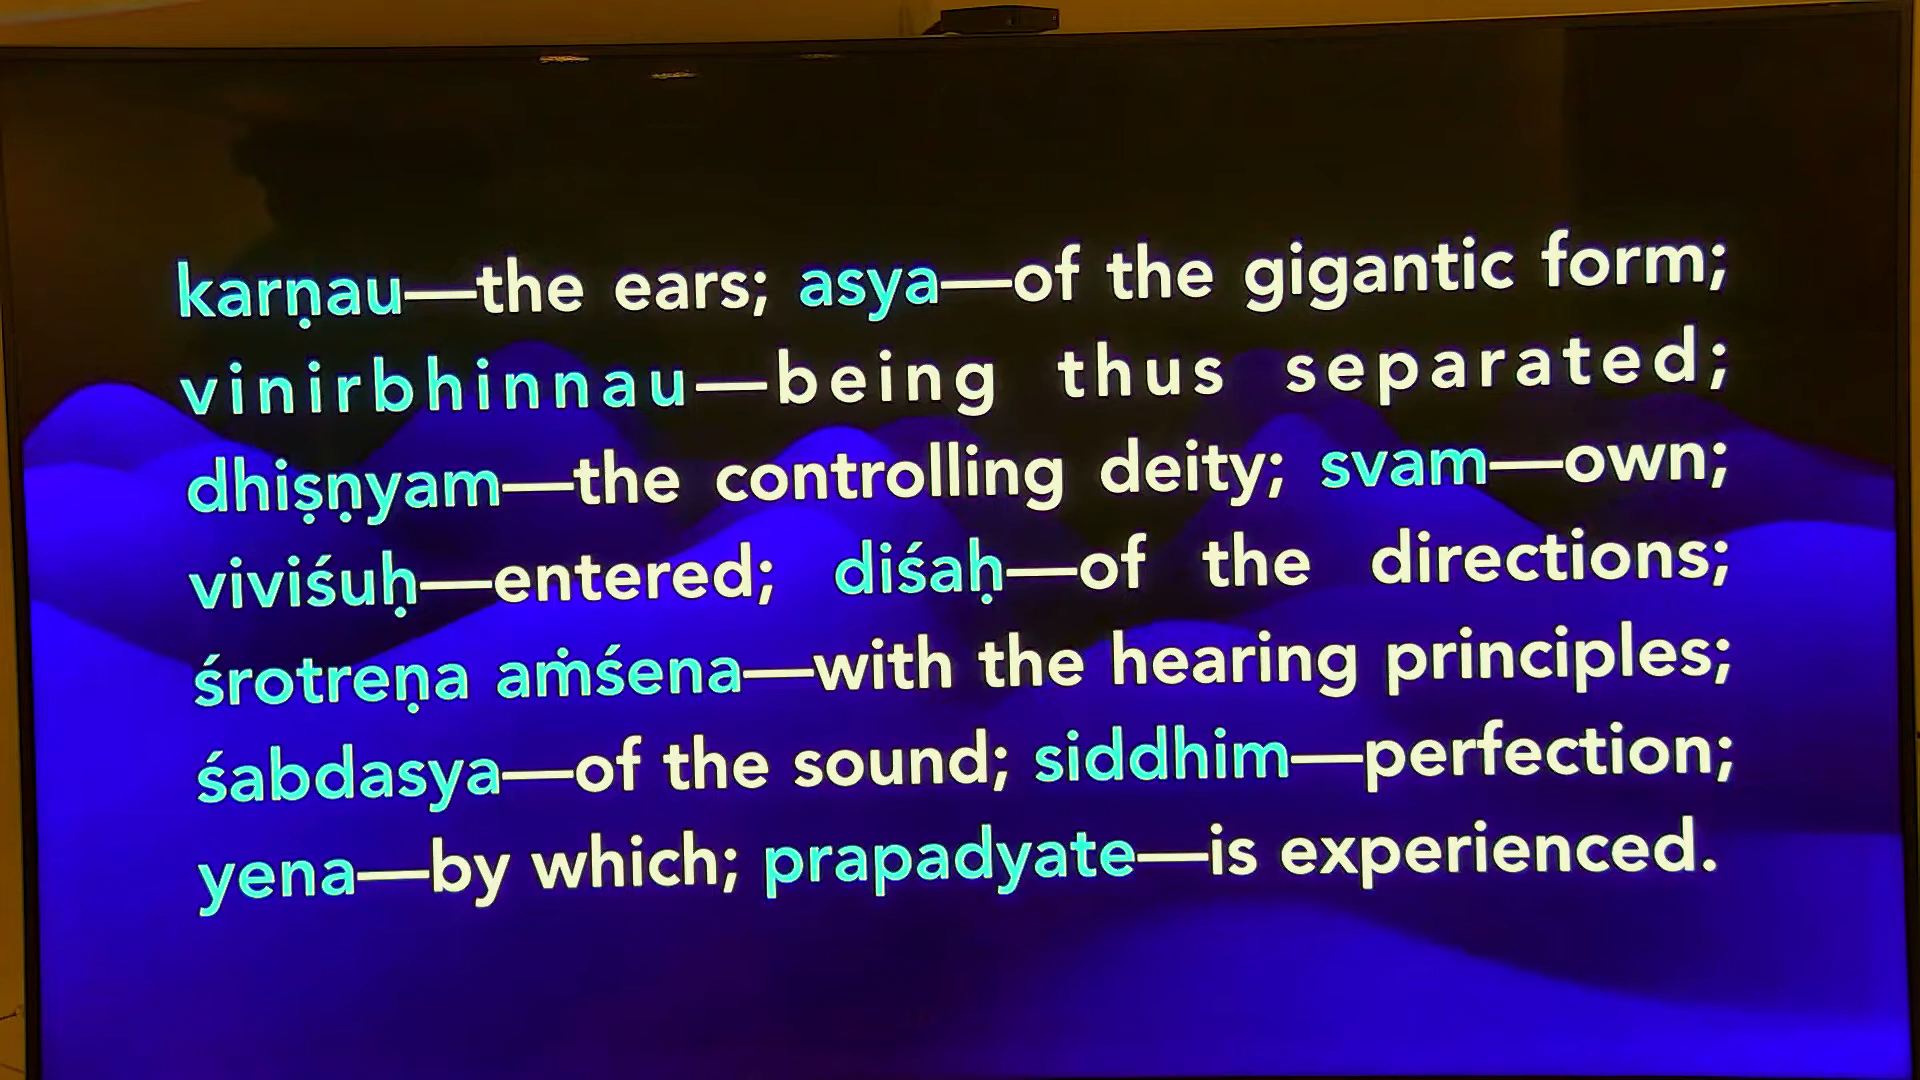 karṇau—the ears; asya—of the gigantic form;
vinirbhinnau—being thus separated;
dhiṣṇyam—the controlling deity; svam—own;
viviśuḥ—entered; diśaḥ—of the directions;
śrotreṇa aṁśena—with the hearing principles;
śabdasya—of the sound; siddhim—perfection;
yena—by which; prapadyate—is experienced.